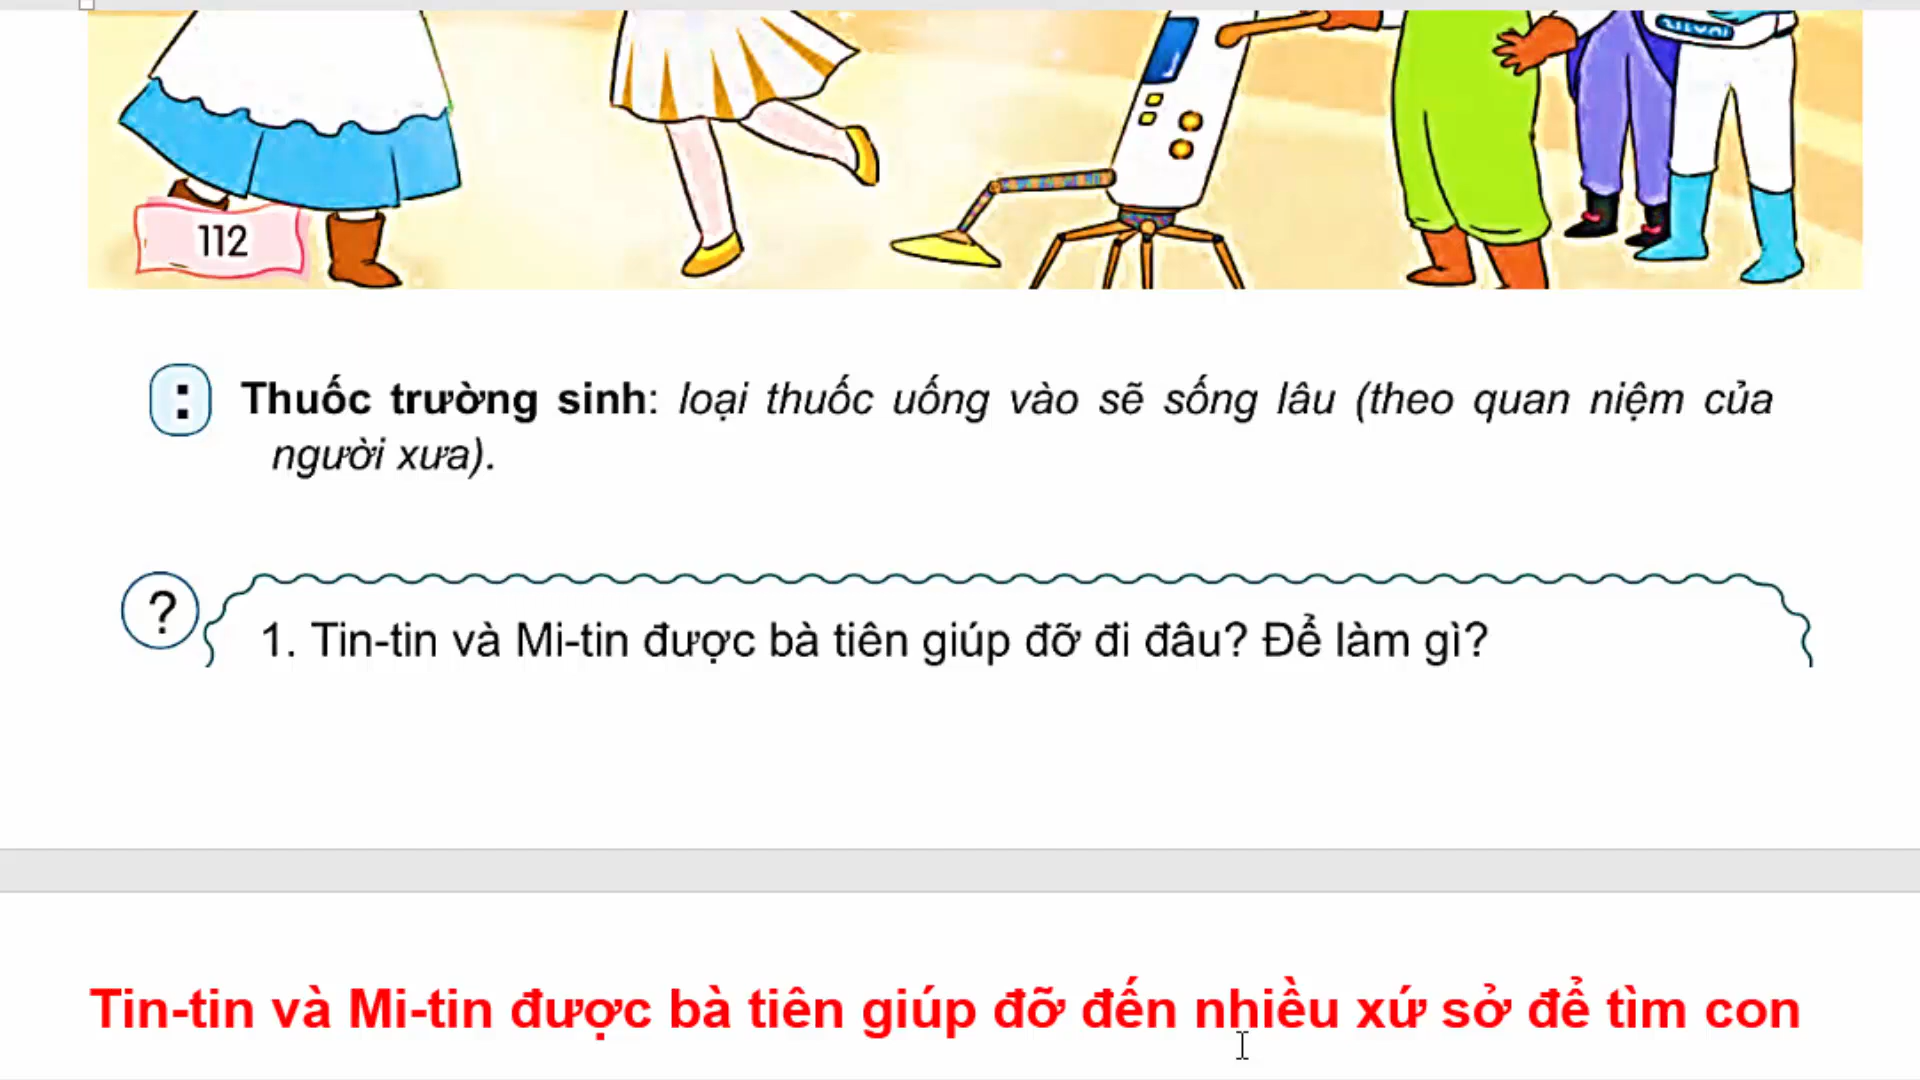 112
: Thuốc trường sinh: loại thuốc uống vào sẽ sống lâu (theo quan niệm của
người xưa).
? 1. Tin-tin và Mi-tin được bà tiên giúp đỡ đi đâu? Để làm gì?
Tin-tin và Mi-tin được bà tiên giúp đỡ đến nhiều xứ sở để tìm con